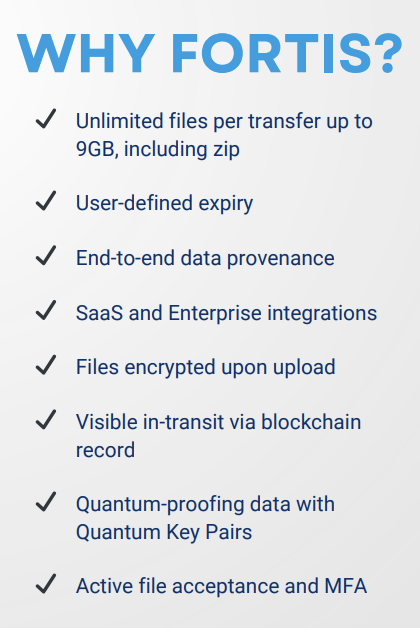 WHY FORTIS?
Unlimited files per transfer up to
9GB, including zip
User-defined expiry
End-to-end data provenance
SaaS and Enterprise integrations
Files encrypted upon upload
Visible in-transit via blockchain
record
Quantum-proofing data with
Quantum Key Pairs
Active file acceptance and MFA